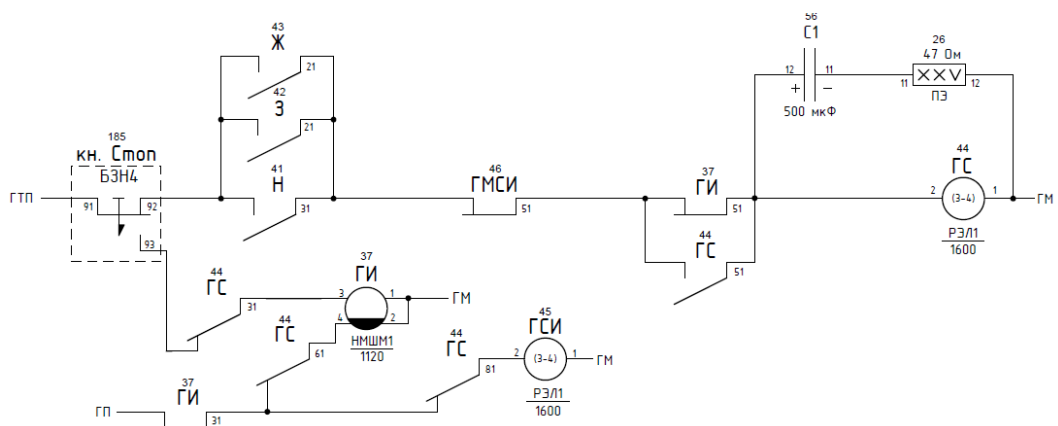 43
Ж
21
42
З
21
41
Н
31
185
кн. Стоп
БЗН4
ГТП
91
92
93
46
ГМСИ
51
37
ГИ
51
44
ГС
51
56
С1
12
11
+
−
500 мкФ
26
47 Ом
11
12
ПЭ
44
ГС
2
(3-4)
1
ГМ
РЭЛ1
1600
44
ГС
31
37
ГИ
3
1
4
2
ГМ
НМШМ1
1120
44
ГС
61
44
ГС
81
45
ГСИ
2
(3-4)
1
ГМ
РЭЛ1
1600
37
ГИ
ГП
31